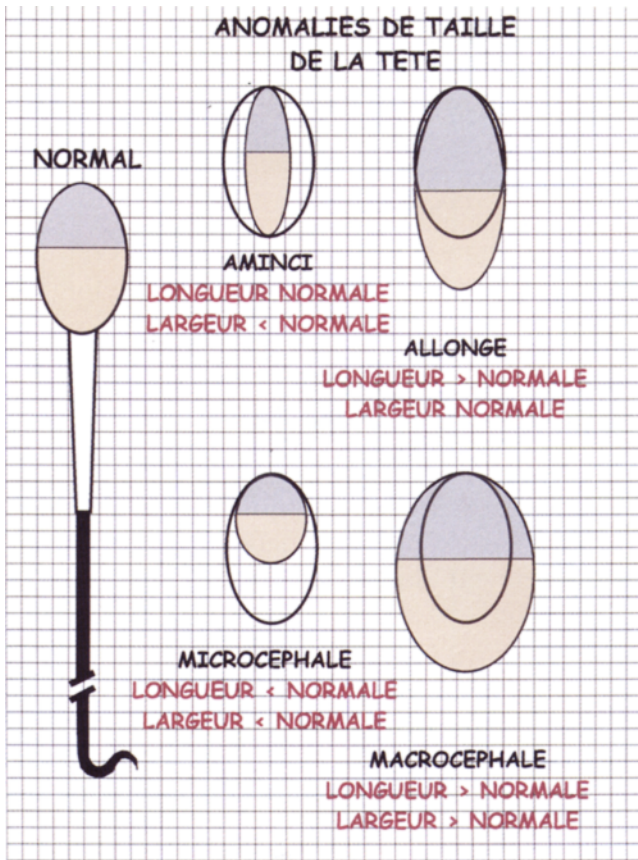 ANOMALIES DE TAILLE
DE LA TETE
NORMAL
AMINCI
LONGUEUR NORMALE
LARGEUR < NORMALE
ALLONGE
LONGUEUR > NORMALE
LARGEUR NORMALE
MICROCEPHALE
LONGUEUR < NORMALE
LARGEUR < NORMALE
MACROCEPHALE
LONGUEUR > NORMALE
LARGEUR > NORMALE